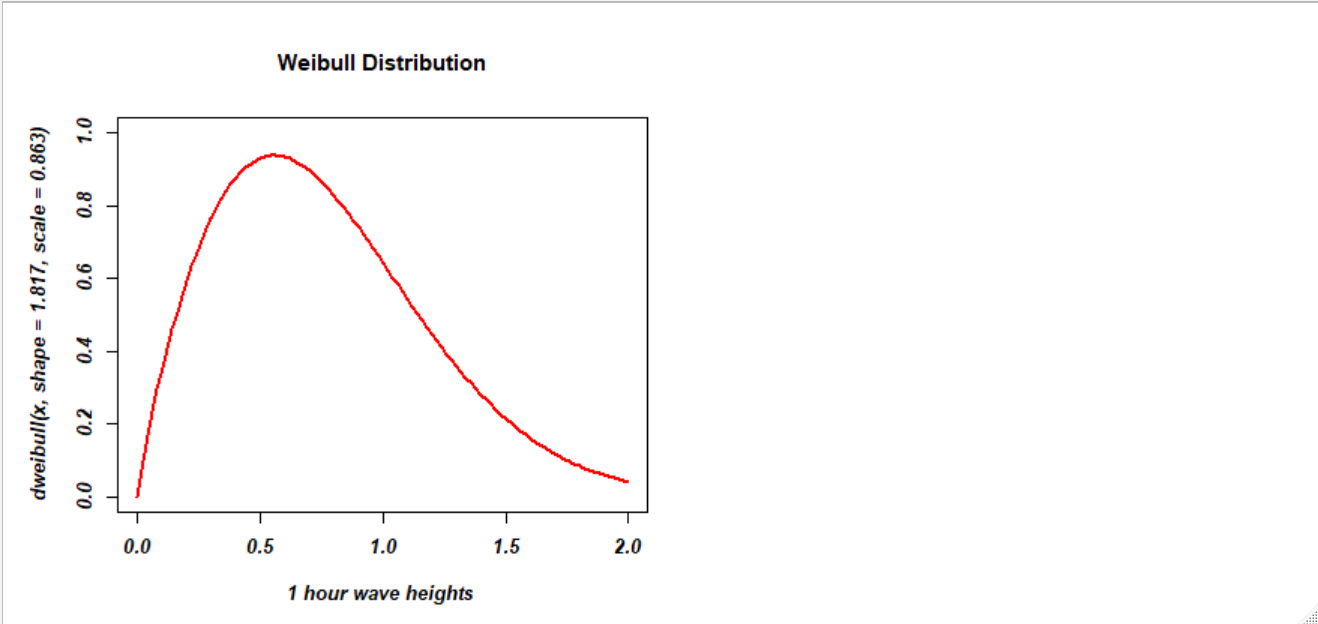 Weibull Distribution
dweibull(x, shape = 1.817, scale = 0.863)
1.0
0.8
0.6
0.4
0.2
0.0
0.0 0.5 1.0 1.5 2.0
1 hour wave heights